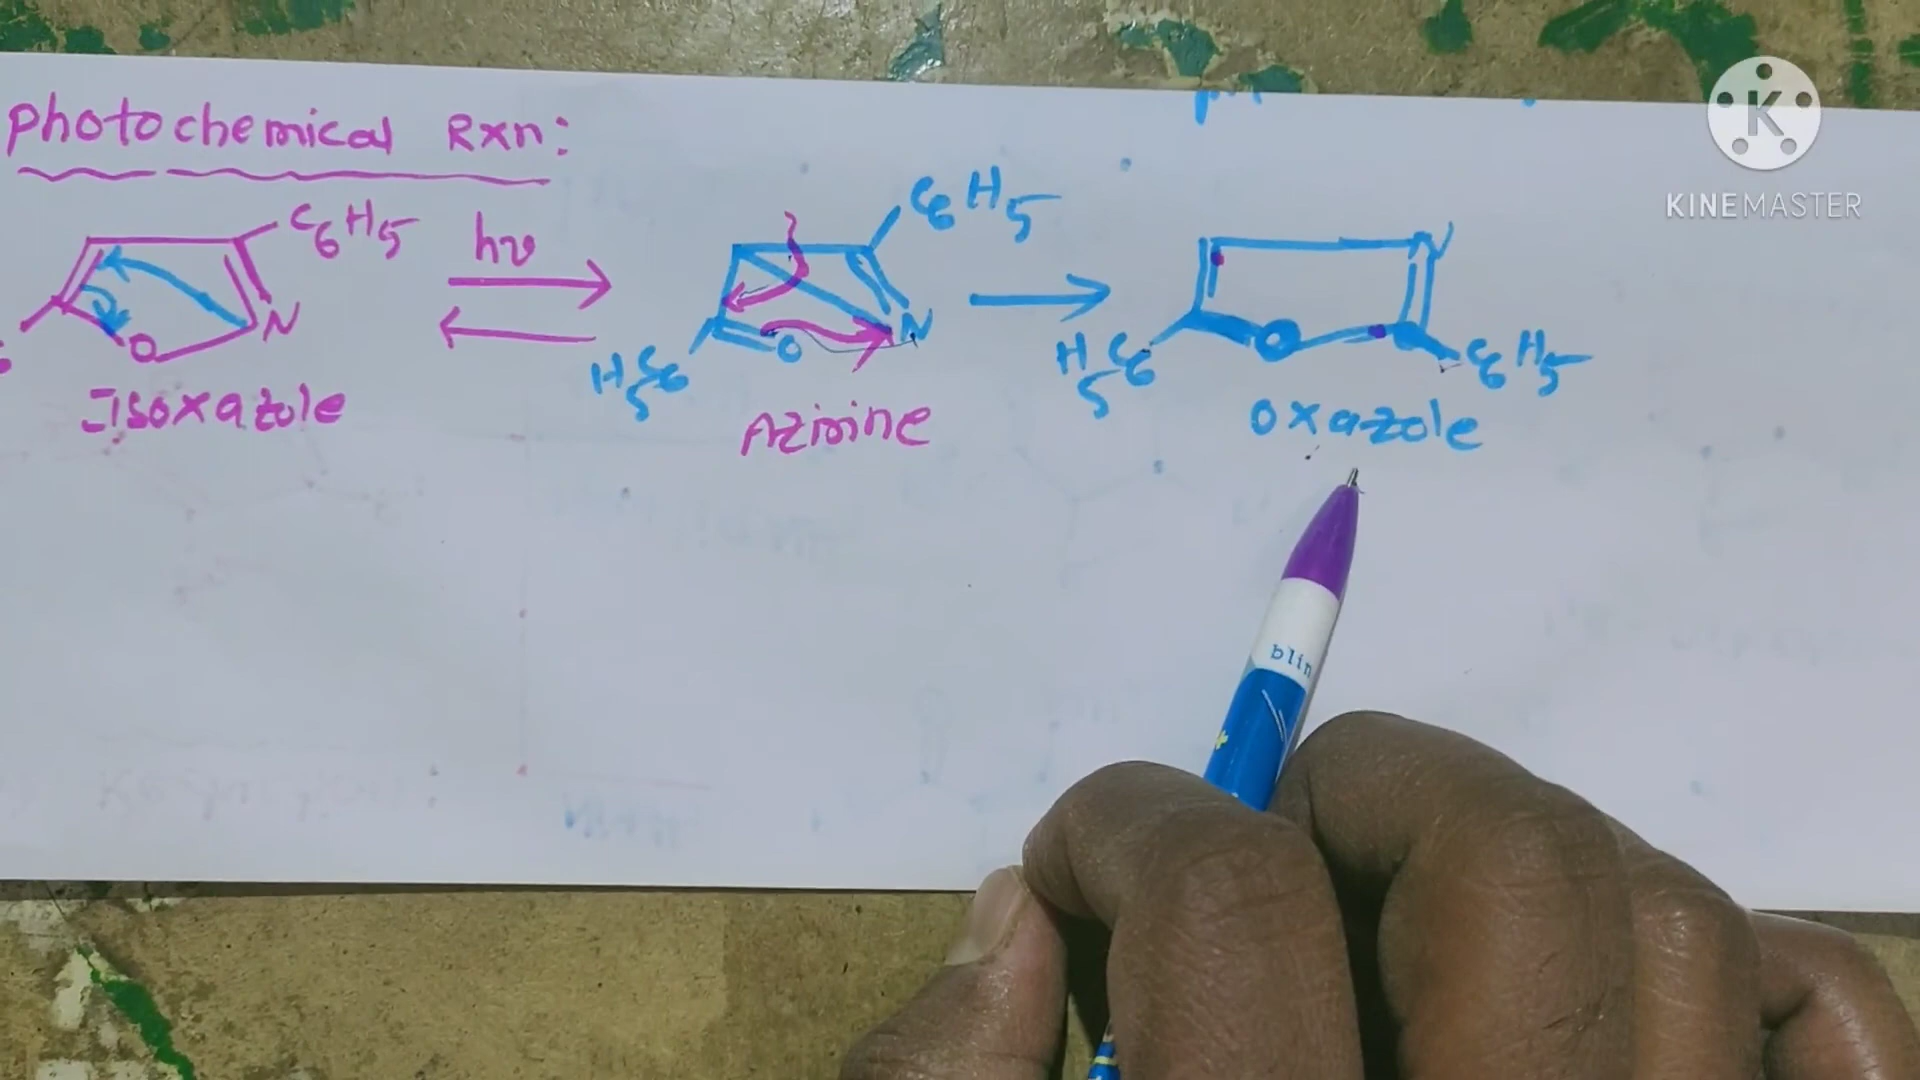 Photochemical Rxn:
C6H5
hν
N
O
Isoxazole
C6H5
N
O
H5C6
Azirine
N
O
H5C6
C6H5
Oxazole
blin
K
KINEMASTER